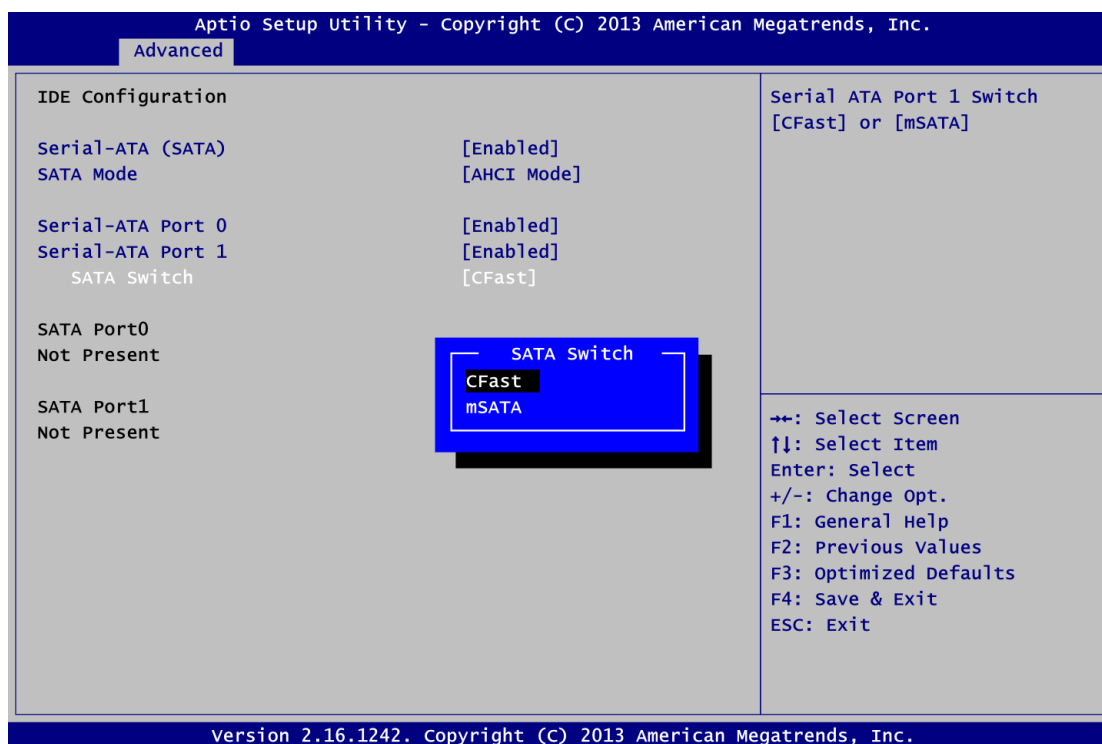 Aptio Setup Utility - Copyright (C) 2013 American Megatrends, Inc.
Advanced
IDE Configuration
Serial-ATA (SATA) [Enabled]
SATA Mode [AHCI Mode]
Serial-ATA Port 0 [Enabled]
Serial-ATA Port 1 [Enabled]
SATA Switch [CFast]
SATA Port0
Not Present
SATA Port1
Not Present
SATA Switch
CFast
mSATA
Serial ATA Port 1 Switch
[CFast] or [mSATA]
→←: Select Screen
↑↓: Select Item
Enter: Select
+/-: Change Opt.
F1: General Help
F2: Previous Values
F3: Optimized Defaults
F4: Save & Exit
ESC: Exit
Version 2.16.1242. Copyright (C) 2013 American Megatrends, Inc.